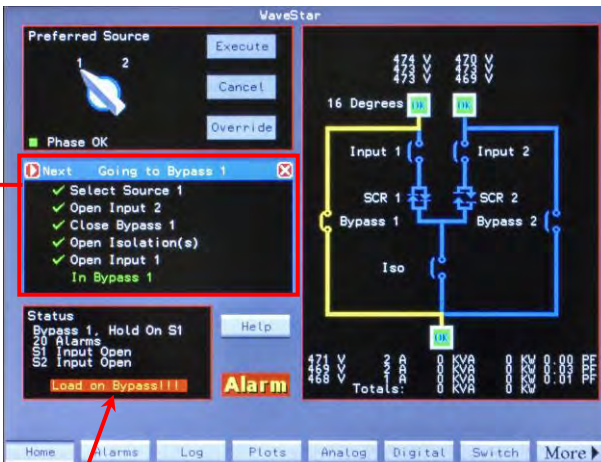 WaveStar
Preferred Source
1 2
Execute
Cancel
Override
Phase OK
Next Going to Bypass 1
Select Source 1
Open Input 2
Close Bypass 1
Open Isolation(s)
Open Input 1
In Bypass 1
Status
Bypass 1, Hold On S1
20 Alarms
S1 Input Open
S2 Input Open
Load on Bypass!!!
Help
Alarm
474 V 470 V
473 V 473 V
473 V 469 V
16 Degrees OK OK
Input 1 Input 2
SCR 1 SCR 2
Bypass 1 Bypass 2
Iso
OK
471 V 2 A 0 KVA 0 KW 0.00 PF
469 V 2 A 0 KVA 0 KW 0.03 PF
468 V 1 A 0 KVA 0 KW 0.01 PF
Totals: 0 KVA 0 KW
Home Alarms Log Plots Analog Digital Switch More